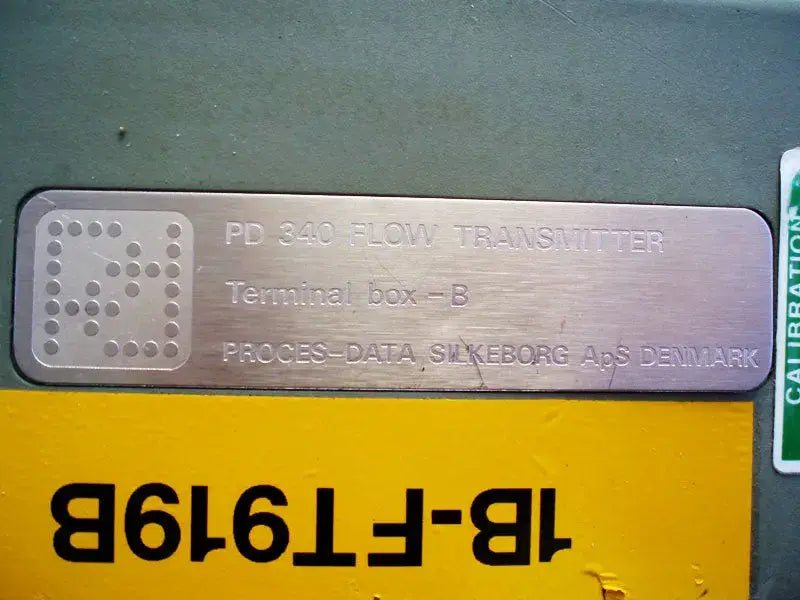 PD 340 FLOW TRANSMITTER
Terminal box - B
PROCES-DATA SILKEBORG ApS DENMARK
CALIBRATION
1B-FT919B